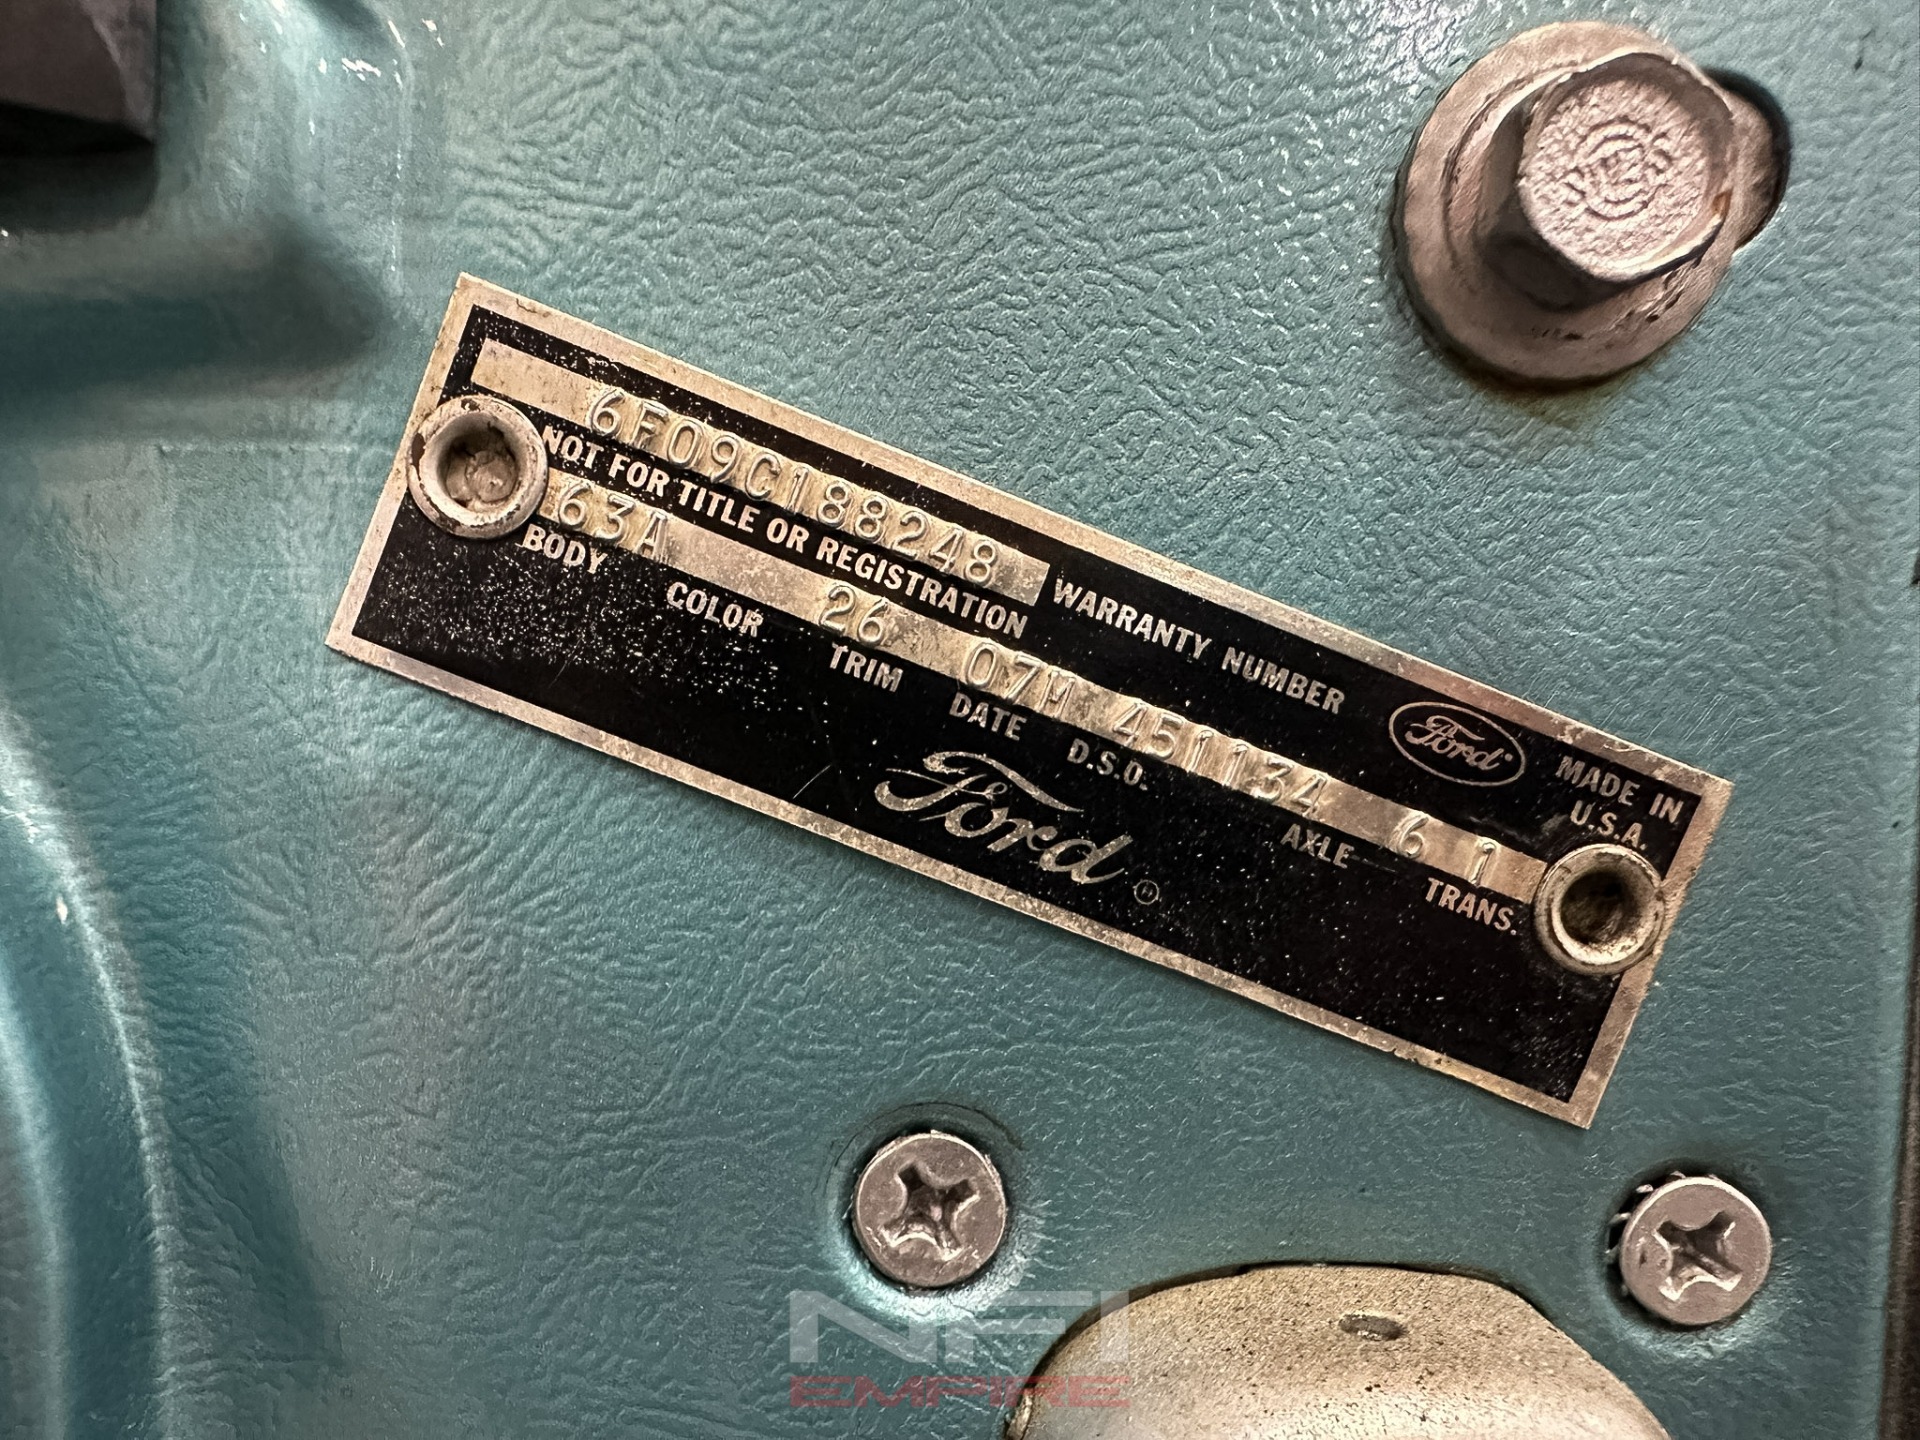 6F09C188248 WARRANTY NUMBER
NOT FOR TITLE OR REGISTRATION
Ford
MADE IN
U.S.A.
63A 26 07M 451134 6 1
BODY COLOR TRIM DATE D.S.O. AXLE TRANS.
Ford ®
NFI
EMPIRE